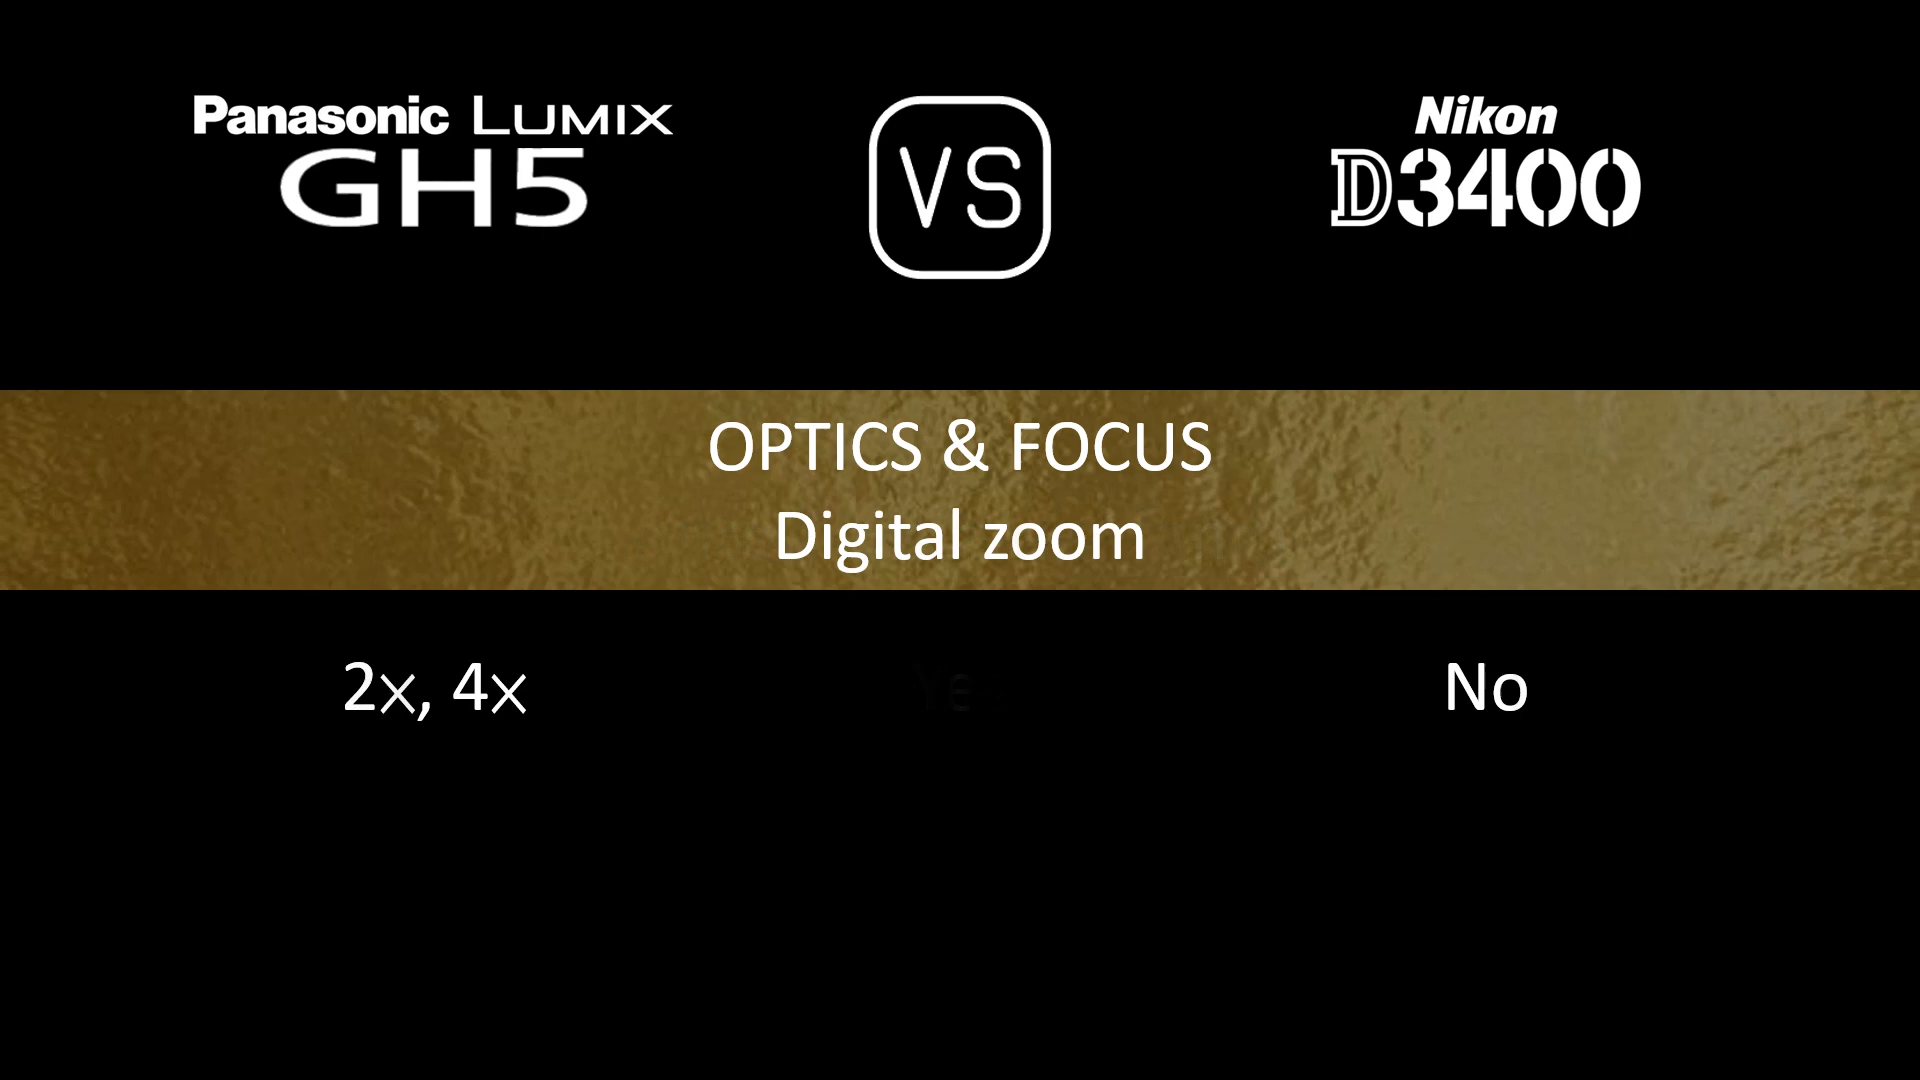 Panasonic LUMIX
GH5
VS
Nikon
D3400
OPTICS & FOCUS
Digital zoom
2x, 4x
No